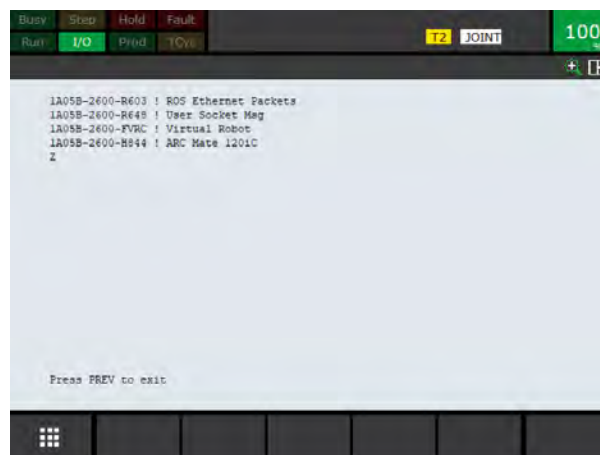 Busy Step Hold Fault
Run I/O Prod TCyc
T2 JOINT
100
1A05B-2600-R603 ! ROS Ethernet Packets
1A05B-2600-R648 ! User Socket Msg
1A05B-2600-FVRC ! Virtual Robot
1A05B-2600-H844 ! ARC Mate 120iC
Z
Press PREV to exit